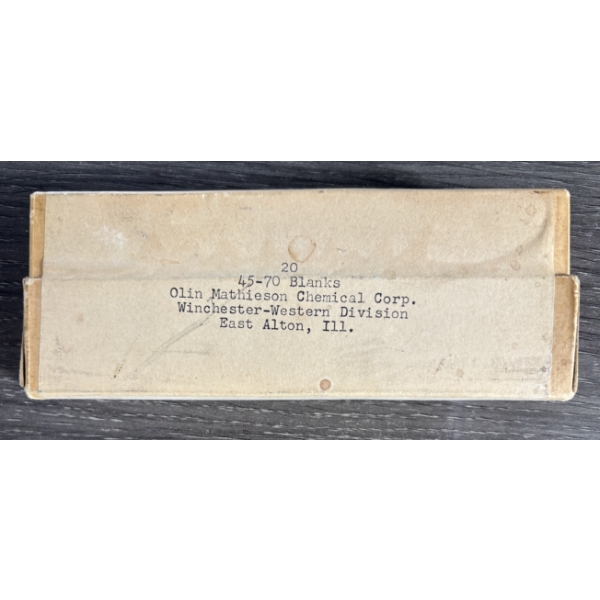 20
45-70 Blanks
Olin Mathieson Chemical Corp.
Winchester-Western Division
East Alton, Ill.